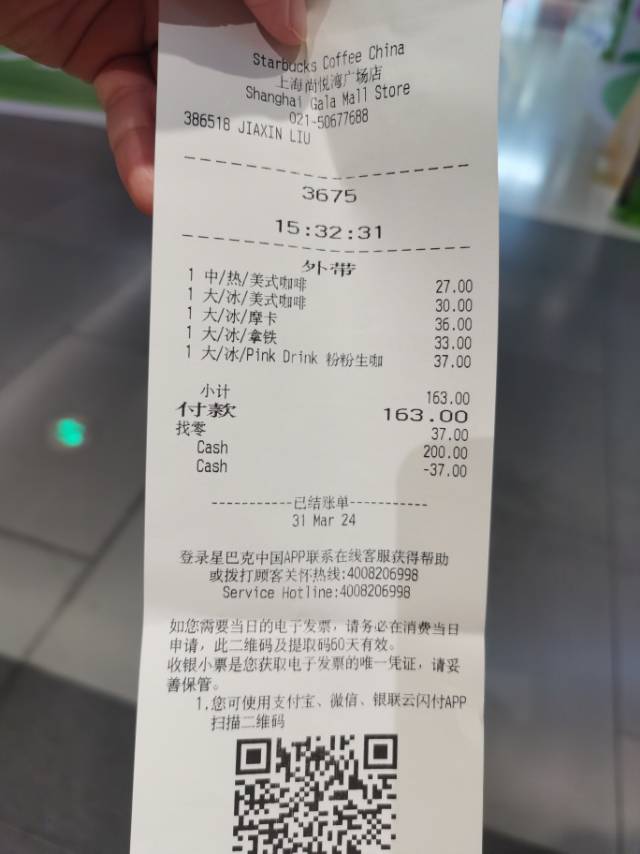 Starbucks Coffee China
上海尚悦湾广场店
Shanghai Gala Mall Store
021-50677688
386518 JIAXIN LIU
3675
15:32:31
外带
1 中/热/美式咖啡 27.00
1 大/冰/美式咖啡 30.00
1 大/冰/摩卡 36.00
1 大/冰/拿铁 33.00
1 大/冰/Pink Drink 粉粉生咖 37.00
小计 163.00
付款 163.00
找零 37.00
Cash 200.00
Cash -37.00
-----------已结账单-----------
31 Mar 24
登录星巴克中国APP联系在线客服获得帮助
或拨打顾客关怀热线:4008206998
Service Hotline:4008206998
如您需要当日的电子发票，请务必在消费当日
申请，此二维码及提取码60天有效。
收银小票是您获取电子发票的唯一凭证，请妥
善保管。
1.您可使用支付宝、微信、银联云闪付APP
扫描二维码